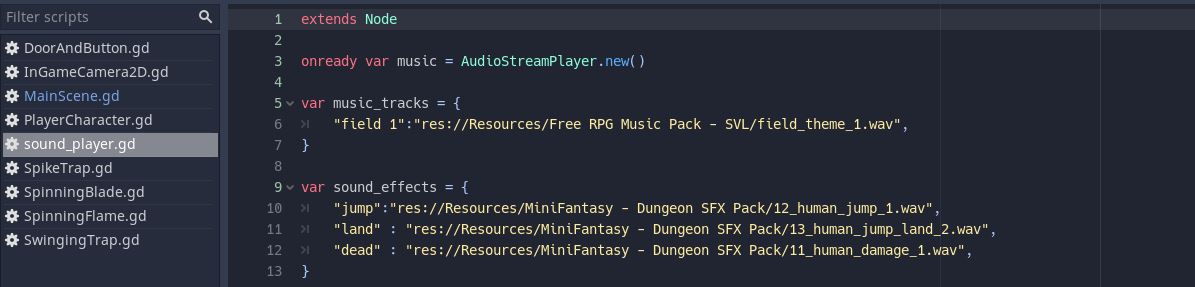 Filter scripts
DoorAndButton.gd
InGameCamera2D.gd
MainScene.gd
PlayerCharacter.gd
sound_player.gd
SpikeTrap.gd
SpinningBlade.gd
SpinningFlame.gd
SwingingTrap.gd
1 extends Node
2
3 onready var music = AudioStreamPlayer.new()
4
5 var music_tracks = {
6 "field 1":"res://Resources/Free RPG Music Pack - SVL/field_theme_1.wav",
7 }
8
9 var sound_effects = {
10 "jump":"res://Resources/MiniFantasy - Dungeon SFX Pack/12_human_jump_1.wav",
11 "land" : "res://Resources/MiniFantasy - Dungeon SFX Pack/13_human_jump_land_2.wav",
12 "dead" : "res://Resources/MiniFantasy - Dungeon SFX Pack/11_human_damage_1.wav",
13 }